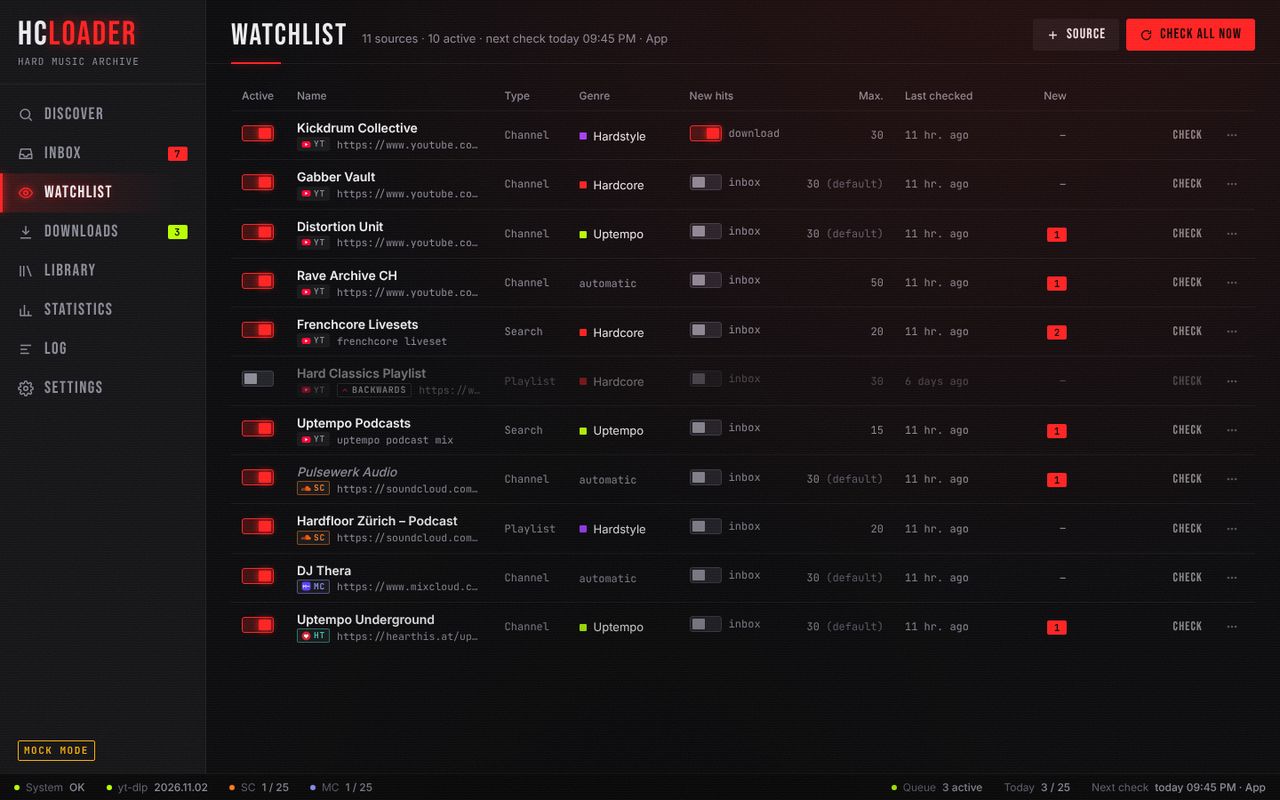 HCLOADER
HARD MUSIC ARCHIVE
DISCOVER
INBOX 7
WATCHLIST
DOWNLOADS 3
LIBRARY
STATISTICS
LOG
SETTINGS
MOCK MODE
WATCHLIST 11 sources · 10 active · next check today 09:45 PM · App
+ SOURCE CHECK ALL NOW
Active Name Type Genre New hits Max. Last checked New
Kickdrum Collective Channel Hardstyle download 30 11 hr. ago – CHECK ···
YT https://www.youtube.co…
Gabber Vault Channel Hardcore inbox 30 (default) 11 hr. ago – CHECK ···
YT https://www.youtube.co…
Distortion Unit Channel Uptempo inbox 30 (default) 11 hr. ago 1 CHECK ···
YT https://www.youtube.co…
Rave Archive CH Channel automatic inbox 50 11 hr. ago 1 CHECK ···
YT https://www.youtube.co…
Frenchcore Livesets Search Hardcore inbox 20 11 hr. ago 2 CHECK ···
YT frenchcore liveset
Hard Classics Playlist Playlist Hardcore inbox 30 6 days ago – CHECK ···
YT BACKWARDS https://w…
Uptempo Podcasts Search Uptempo inbox 15 11 hr. ago 1 CHECK ···
YT uptempo podcast mix
Pulsewerk Audio Channel automatic inbox 30 (default) 11 hr. ago 1 CHECK ···
SC https://soundcloud.com…
Hardfloor Zürich – Podcast Playlist Hardstyle inbox 20 11 hr. ago – CHECK ···
SC https://soundcloud.com…
DJ Thera Channel automatic inbox 30 (default) 11 hr. ago – CHECK ···
MC https://www.mixcloud.c…
Uptempo Underground Channel Uptempo inbox 30 (default) 11 hr. ago 1 CHECK ···
HT https://hearthis.at/up…
System OK yt-dlp 2026.11.02 SC 1 / 25 MC 1 / 25 Queue 3 active Today 3 / 25 Next check today 09:45 PM · App